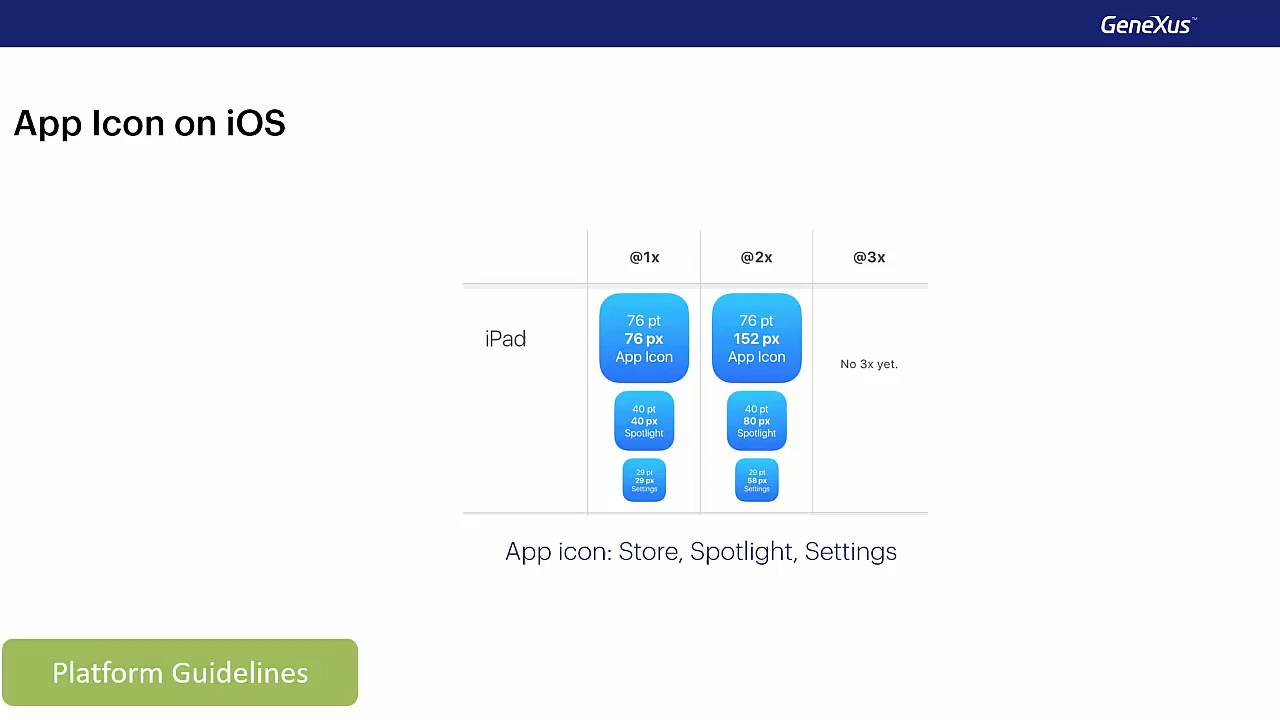 GeneXus™
App Icon on iOS
@1x
@2x
@3x
iPad
76 pt
76 px
App Icon
76 pt
152 px
App Icon
No 3x yet.
40 pt
40 px
Spotlight
40 pt
80 px
Spotlight
29 pt
29 px
Settings
29 pt
58 px
Settings
App icon: Store, Spotlight, Settings
Platform Guidelines